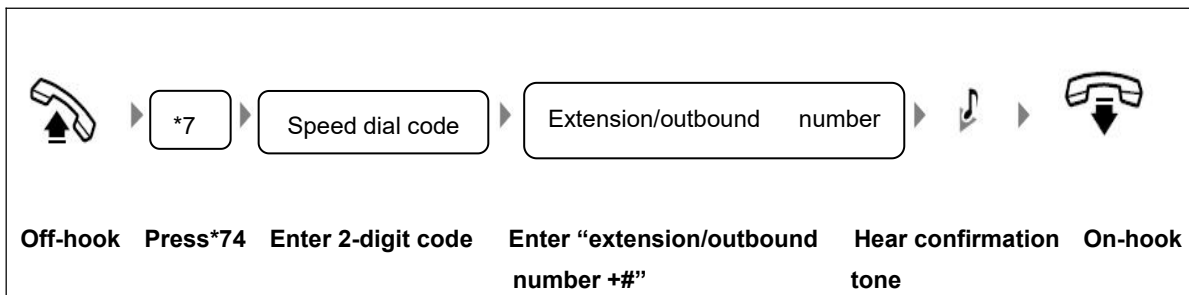 *7
Speed dial code
Extension/outbound number
Off-hook Press*74 Enter 2-digit code Enter “extension/outbound Hear confirmation On-hook
number +#” tone